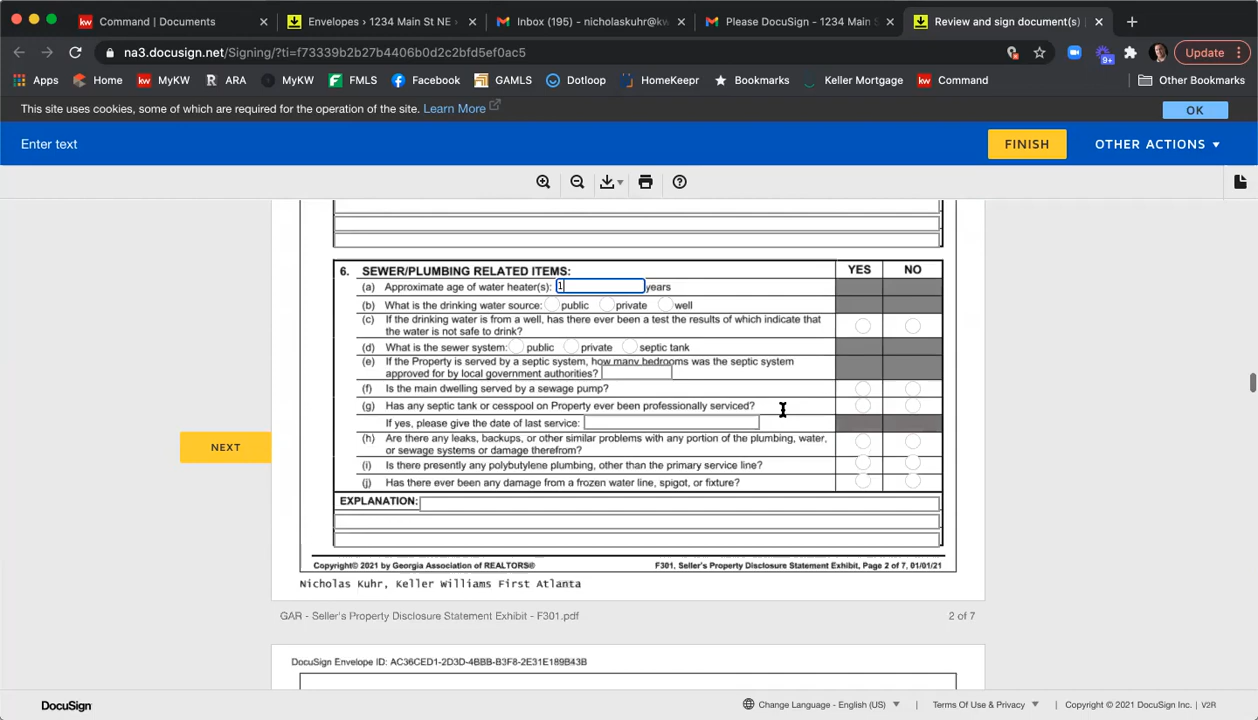 kw Command | Documents
Envelopes › 1234 Main St NE
Inbox (195) - nicholaskuhr@kw
Please DocuSign - 1234 Main
Review and sign document(s)
na3.docusign.net/Signing/?ti=f73339b2b27b4406b0d2c2bfd5ef0ac5
Update
Apps
Home
kw MyKW
R ARA
MyKW
FMLS
Facebook
GAMLS
Dotloop
HomeKeepr
Bookmarks
Keller Mortgage
kw Command
Other Bookmarks
9+
This site uses cookies, some of which are required for the operation of the site. Learn More
OK
Enter text
FINISH
OTHER ACTIONS
6. SEWER/PLUMBING RELATED ITEMS: YES NO
(a) Approximate age of water heater(s): 1 years
(b) What is the drinking water source: public private well
(c) If the drinking water is from a well, has there ever been a test the results of which indicate that
the water is not safe to drink?
(d) What is the sewer system: public private septic tank
(e) If the Property is served by a septic system, how many bedrooms was the septic system
approved for by local government authorities?
(f) Is the main dwelling served by a sewage pump?
(g) Has any septic tank or cesspool on Property ever been professionally serviced?
If yes, please give the date of last service:
NEXT
(h) Are there any leaks, backups, or other similar problems with any portion of the plumbing, water,
or sewage systems or damage therefrom?
(i) Is there presently any polybutylene plumbing, other than the primary service line?
(j) Has there ever been any damage from a frozen water line, spigot, or fixture?
EXPLANATION:
Copyright© 2021 by Georgia Association of REALTORS® F301, Seller's Property Disclosure Statement Exhibit, Page 2 of 7, 01/01/21
Nicholas Kuhr, Keller Williams First Atlanta
GAR - Seller's Property Disclosure Statement Exhibit - F301.pdf 2 of 7
DocuSign Envelope ID: AC36CED1-2D3D-4BBB-B3F8-2E31E189B43B
DocuSign
Change Language - English (US) | Terms Of Use & Privacy | Copyright © 2021 DocuSign Inc. | V2R